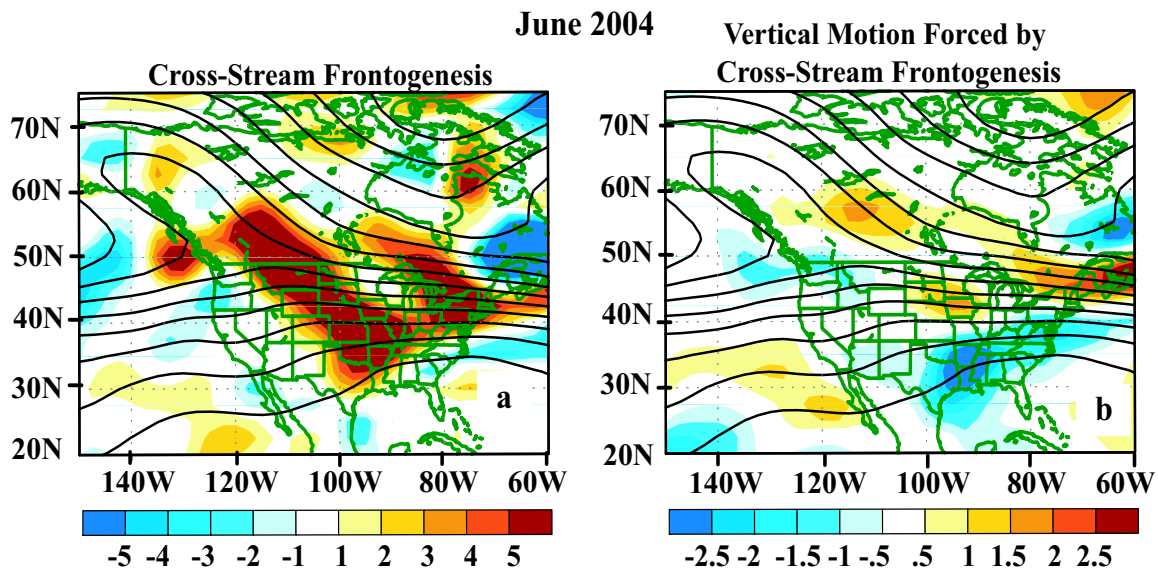 June 2004
Cross-Stream Frontogenesis
Vertical Motion Forced by
Cross-Stream Frontogenesis
70N
60N
50N
40N
30N
20N
a
140W 120W 100W 80W 60W
-5 -4 -3 -2 -1 1 2 3 4 5
70N
60N
50N
40N
30N
20N
b
140W 120W 100W 80W 60W
-2.5 -2 -1.5 -1 -.5 .5 1 1.5 2 2.5